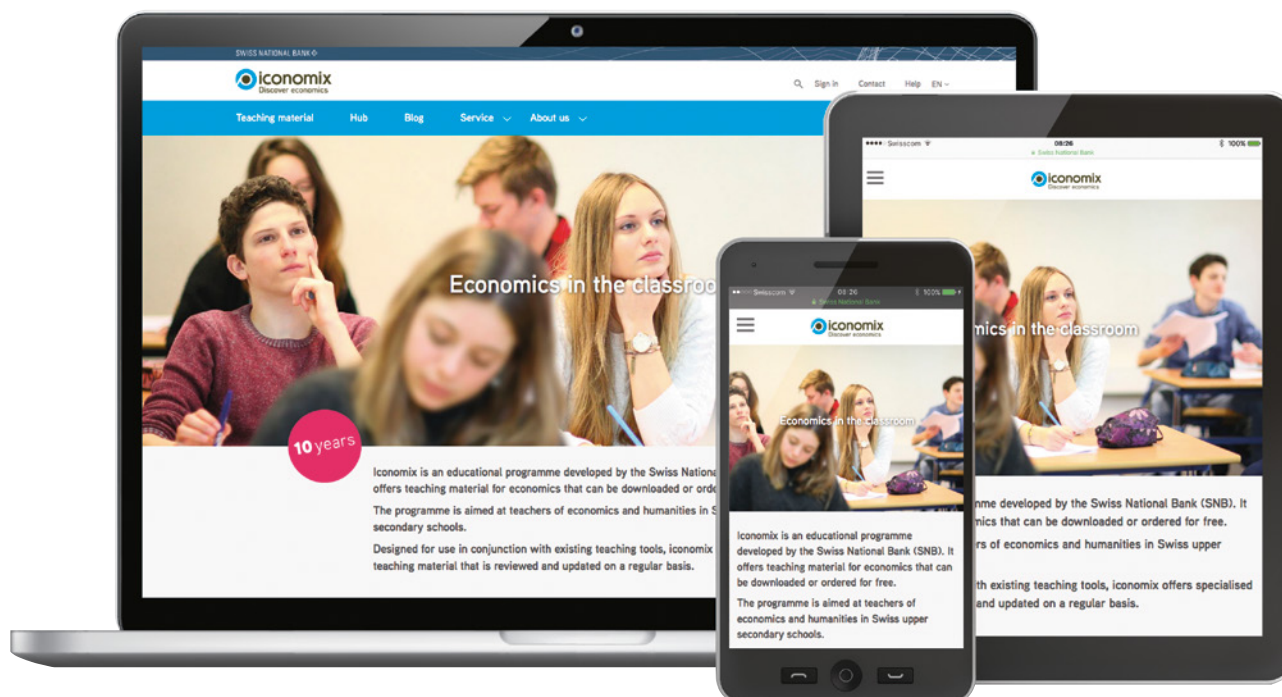 SWISS NATIONAL BANK
iconomix
Discover economics
Sign in Contact Help EN
Teaching material Hub Blog Service About us
Economics in the classroo
10 years
Iconomix is an educational programme developed by the Swiss Nationa
offers teaching material for economics that can be downloaded or orde
The programme is aimed at teachers of economics and humanities in S
secondary schools.
Designed for use in conjunction with existing teaching tools, iconomix
teaching material that is reviewed and updated on a regular basis.
Swisscom 08:26 100%
Swiss National Bank
iconomix
Discover economics
Economics in the classroom
Iconomix is an educational programme
developed by the Swiss National Bank (SNB). It
offers teaching material for economics that can
be downloaded or ordered for free.
The programme is aimed at teachers of
economics and humanities in Swiss upper
secondary schools.
Swisscom 08:26 100%
Swiss National Bank
iconomix
Discover economics
mics in the classroom
me developed by the Swiss National Bank (SNB). It
mics that can be downloaded or ordered for free.
rs of economics and humanities in Swiss upper
th existing teaching tools, iconomix offers specialised
and updated on a regular basis.